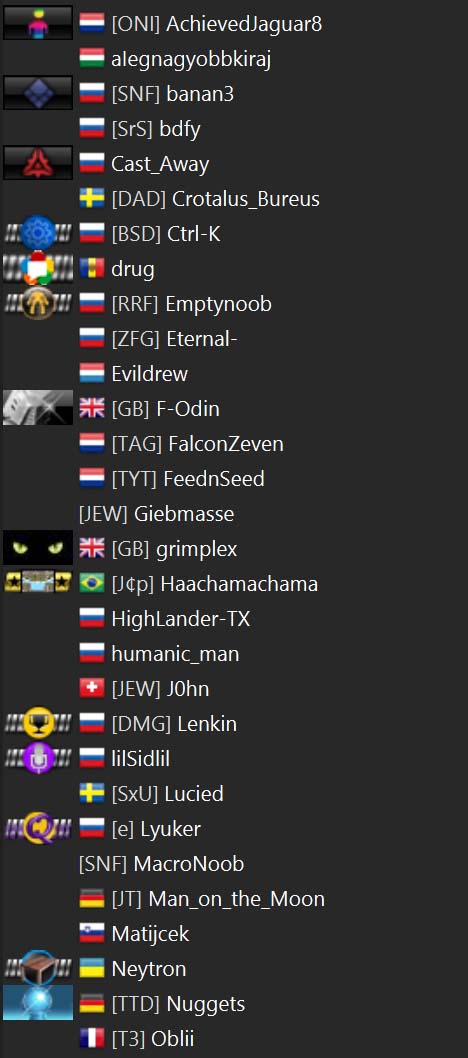 [ONI] AchievedJaguar8
alegnagyobbkiraj
[SNF] banan3
[SrS] bdfy
Cast_Away
[DAD] Crotalus_Bureus
[BSD] Ctrl-K
drug
[RRF] Emptynoob
[ZFG] Eternal-
Evildrew
[GB] F-Odin
[TAG] FalconZeven
[TYT] FeednSeed
[JEW] Giebmasse
[GB] grimplex
[J¢p] Haachamachama
HighLander-TX
humanic_man
[JEW] J0hn
[DMG] Lenkin
lilSidlil
[SxU] Lucied
[e] Lyuker
[SNF] MacroNoob
[JT] Man_on_the_Moon
Matijcek
Neytron
[TTD] Nuggets
[T3] Oblii